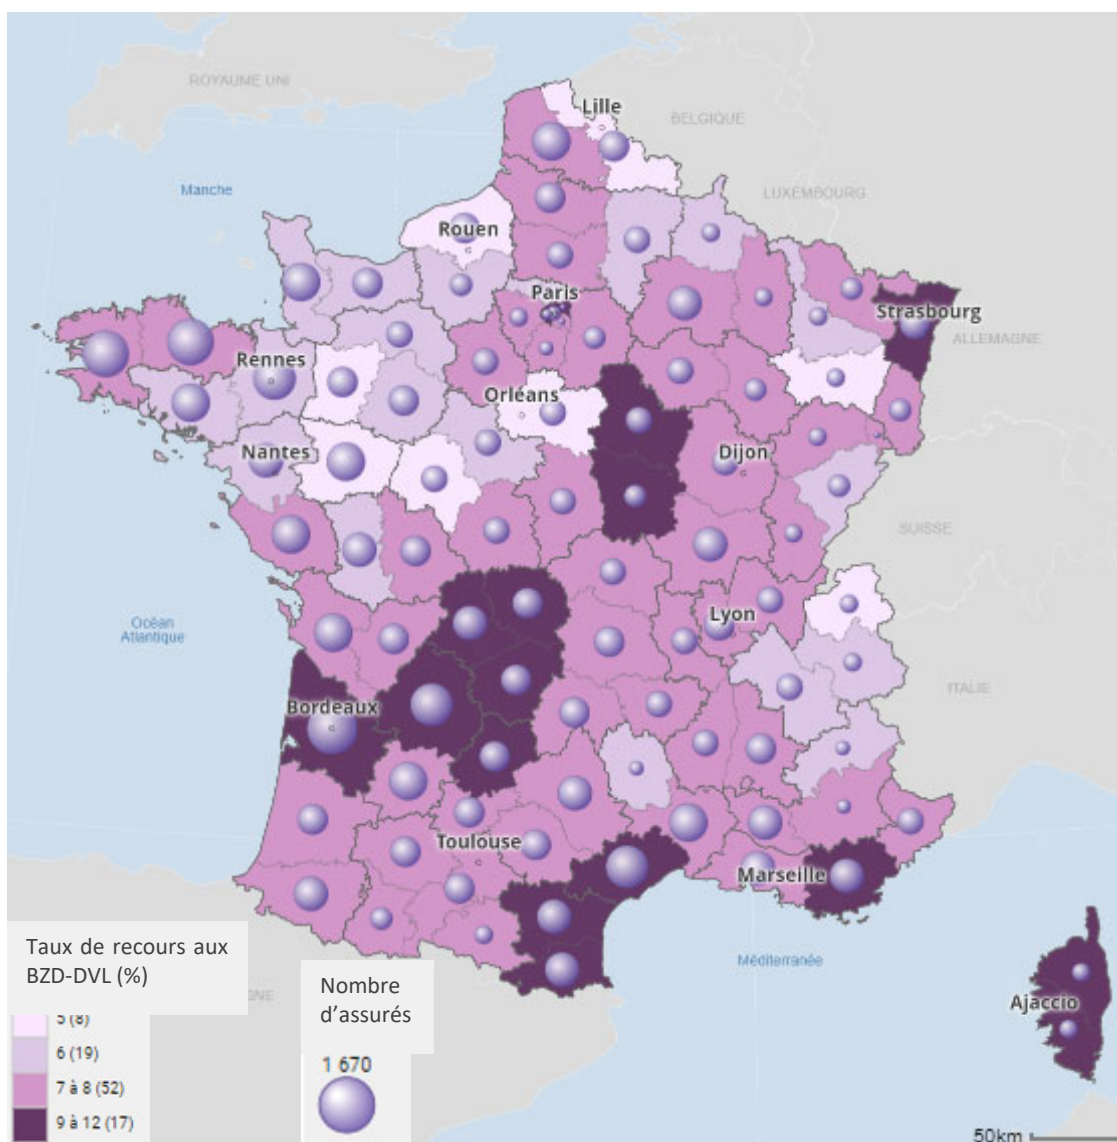 ROYAUME UNI
Lille
BELGIQUE
Manche
LUXEMBOURG
Rouen
Paris
Strasbourg
ALLEMAGNE
Rennes
Orléans
Nantes
Dijon
SUISSE
Océan
Atlantique
Lyon
ITALIE
Bordeaux
Toulouse
Marseille
Méditerranée
Ajaccio
Taux de recours aux
BZD-DVL (%)
GNE
5 (8)
6 (19)
7 à 8 (52)
9 à 12 (17)
Nombre
d’assurés
1 670
50km